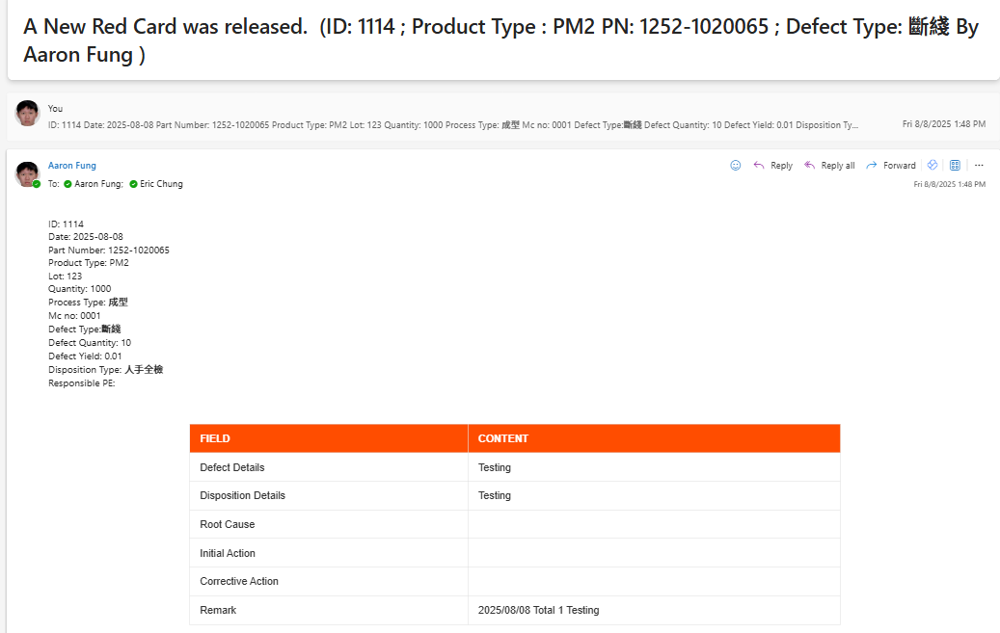 A New Red Card was released. (ID: 1114 ; Product Type : PM2 PN: 1252-1020065 ; Defect Type: 斷綫 By
Aaron Fung )
You
ID: 1114 Date: 2025-08-08 Part Number: 1252-1020065 Product Type: PM2 Lot: 123 Quantity: 1000 Process Type: 成型 Mc no: 0001 Defect Type:斷綫 Defect Quantity: 10 Defect Yield: 0.01 Disposition Ty...
Fri 8/8/2025 1:48 PM
Aaron Fung
Reply
Reply all
Forward
To: Aaron Fung; Eric Chung
Fri 8/8/2025 1:48 PM
ID: 1114
Date: 2025-08-08
Part Number: 1252-1020065
Product Type: PM2
Lot: 123
Quantity: 1000
Process Type: 成型
Mc no: 0001
Defect Type:斷綫
Defect Quantity: 10
Defect Yield: 0.01
Disposition Type: 人手全檢
Responsible PE:
FIELD CONTENT
Defect Details Testing
Disposition Details Testing
Root Cause
Initial Action
Corrective Action
Remark 2025/08/08 Total 1 Testing